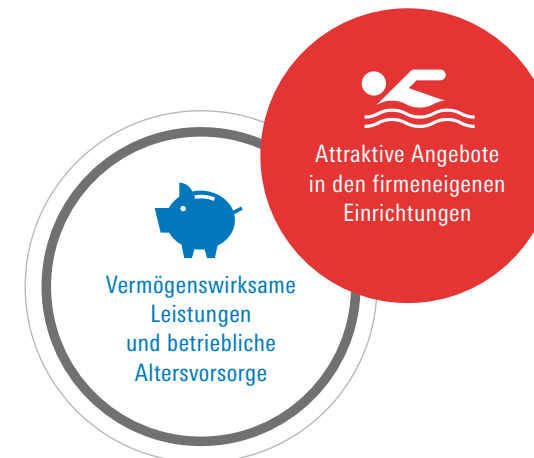 Attraktive Angebote
in den firmeneigenen
Einrichtungen
Vermögenswirksame
Leistungen
und betriebliche
Altersvorsorge